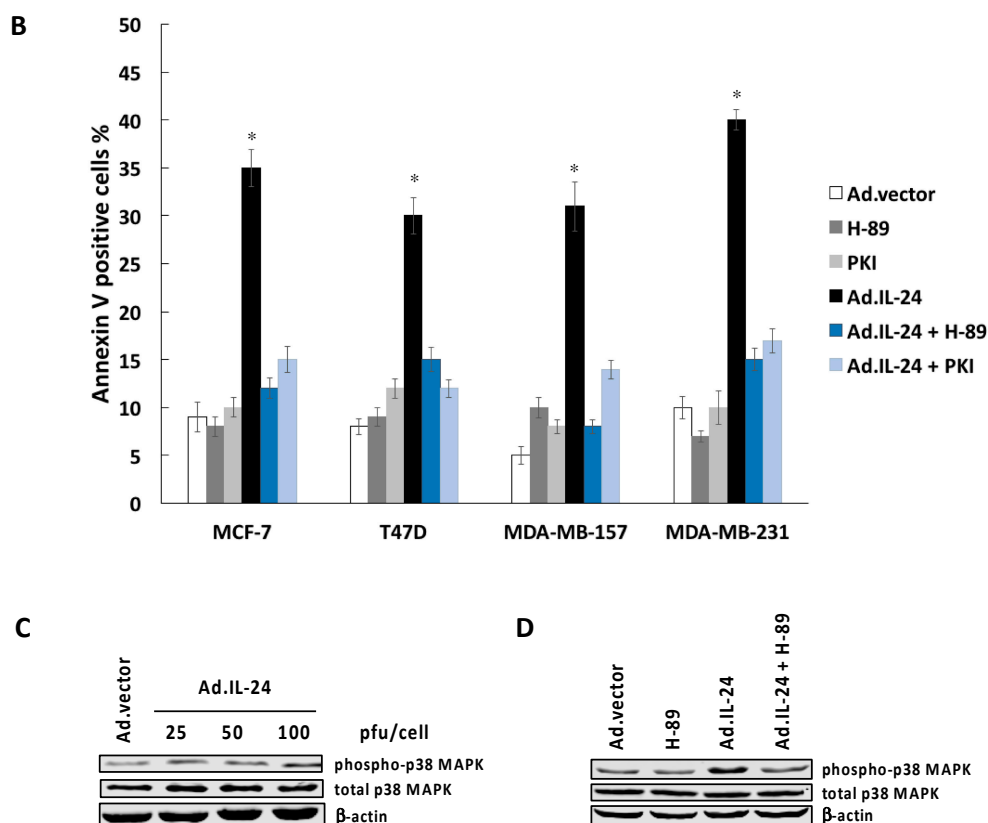 B
Annexin V positive cells %
50
45
40
35
30
25
20
15
10
5
0
*
*
*
*
MCF-7
T47D
MDA-MB-157
MDA-MB-231
Ad.vector
H-89
PKI
Ad.IL-24
Ad.IL-24 + H-89
Ad.IL-24 + PKI
C
Ad.vector
Ad.IL-24
25 50 100 pfu/cell
phospho-p38 MAPK
total p38 MAPK
β-actin
D
Ad.vector
H-89
Ad.IL-24
Ad.IL-24 + H-89
phospho-p38 MAPK
total p38 MAPK
β-actin